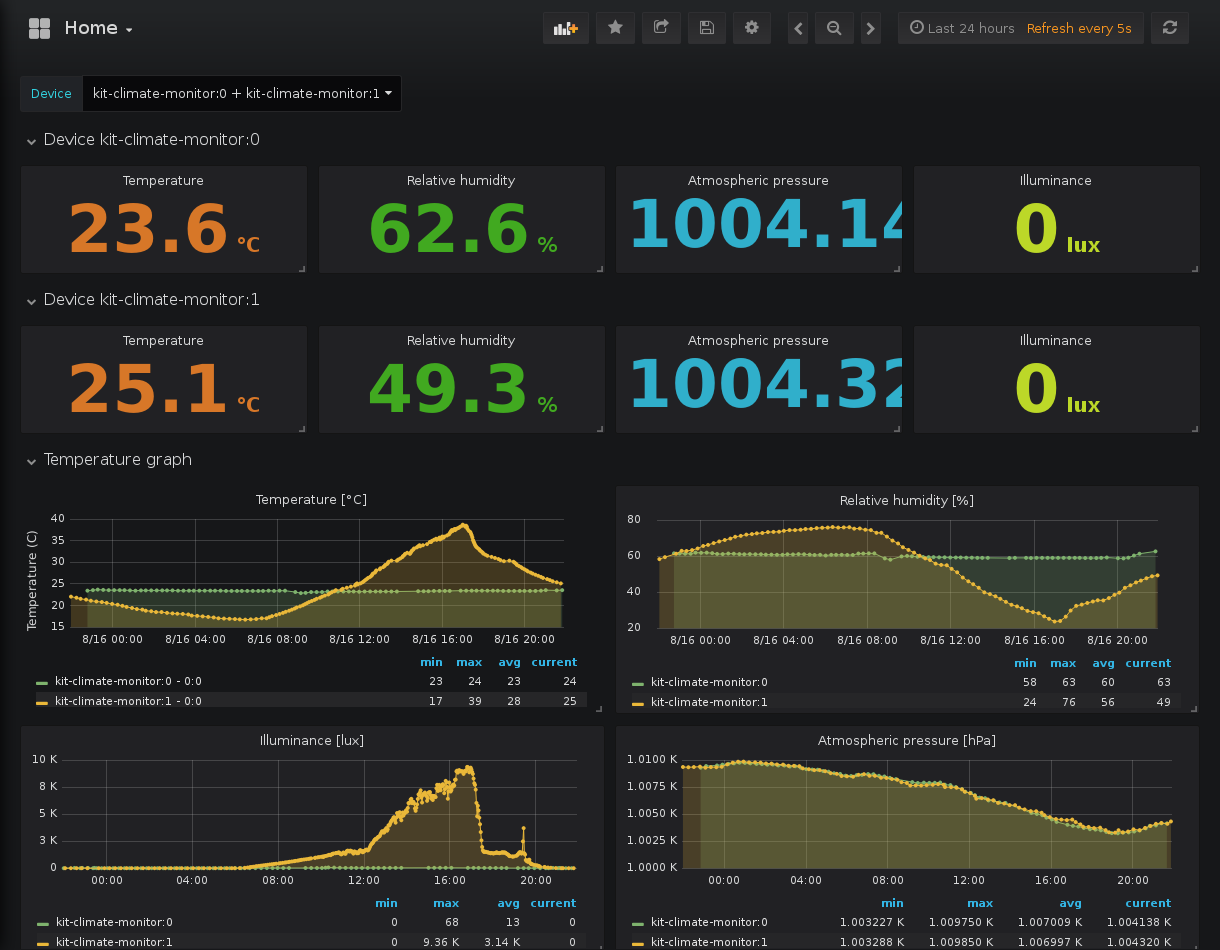 Home
Last 24 hours Refresh every 5s
Device kit-climate-monitor:0 + kit-climate-monitor:1
Device kit-climate-monitor:0
Temperature Relative humidity Atmospheric pressure Illuminance
23.6 °C 62.6 % 1004.14 0 lux
Device kit-climate-monitor:1
Temperature Relative humidity Atmospheric pressure Illuminance
25.1 °C 49.3 % 1004.32 0 lux
Temperature graph
Temperature [°C]
Temperature (C)
40
35
30
25
20
15
8/16 00:00 8/16 04:00 8/16 08:00 8/16 12:00 8/16 16:00 8/16 20:00
min max avg current
kit-climate-monitor:0 - 0:0 23 24 23 24
kit-climate-monitor:1 - 0:0 17 39 28 25
Relative humidity [%]
80
60
40
20
8/16 00:00 8/16 04:00 8/16 08:00 8/16 12:00 8/16 16:00 8/16 20:00
min max avg current
kit-climate-monitor:0 58 63 60 63
kit-climate-monitor:1 24 76 56 49
Illuminance [lux]
10 K
8 K
5 K
3 K
0
00:00 04:00 08:00 12:00 16:00 20:00
min max avg current
kit-climate-monitor:0 0 68 13 0
kit-climate-monitor:1 0 9.36 K 3.14 K 0
Atmospheric pressure [hPa]
1.0100 K
1.0075 K
1.0050 K
1.0025 K
1.0000 K
00:00 04:00 08:00 12:00 16:00 20:00
min max avg current
kit-climate-monitor:0 1.003227 K 1.009750 K 1.007009 K 1.004138 K
kit-climate-monitor:1 1.003288 K 1.009850 K 1.006997 K 1.004320 K